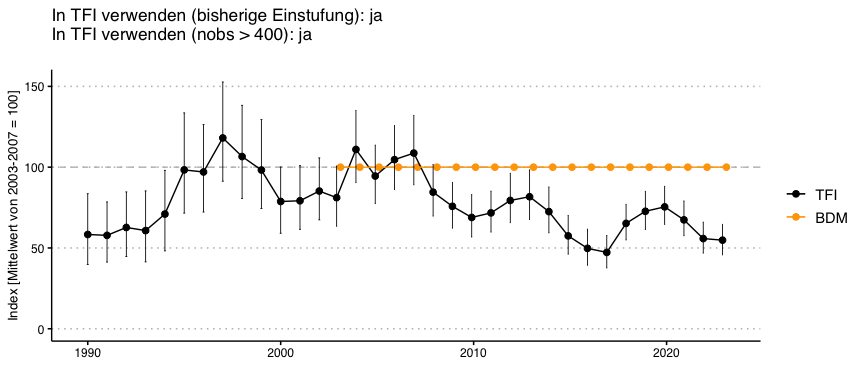 In TFI verwenden (bisherige Einstufung): ja
In TFI verwenden (nobs > 400): ja
Index [Mittelwert von 2003-2007 = 100]
150
100
50
0
1990
2000
2010
2020
TFI
BDM